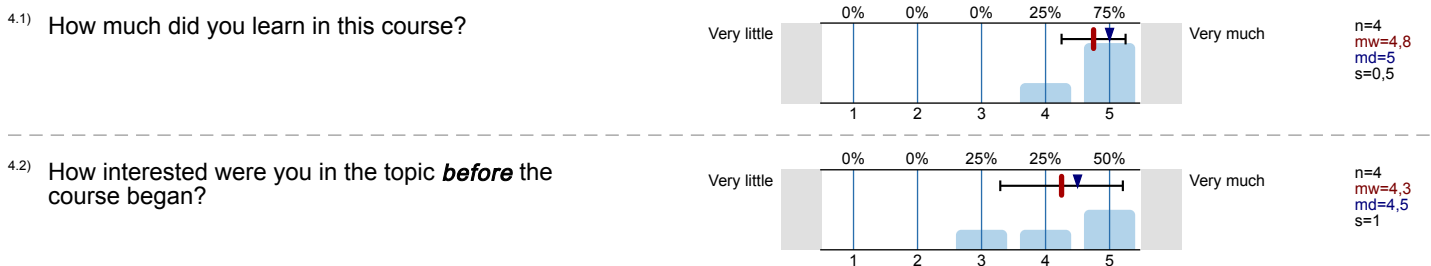 4.1) How much did you learn in this course?
0% 0% 0% 25% 75%
Very little
Very much
1 2 3 4 5
n=4
mw=4,8
md=5
s=0,5
4.2) How interested were you in the topic before the
course began?
0% 0% 25% 25% 50%
Very little
Very much
1 2 3 4 5
n=4
mw=4,3
md=4,5
s=1